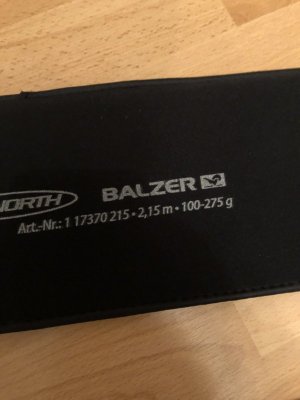 NORTH BALZER
Art.-Nr.: 1 17370 215 • 2,15 m • 100-275 g